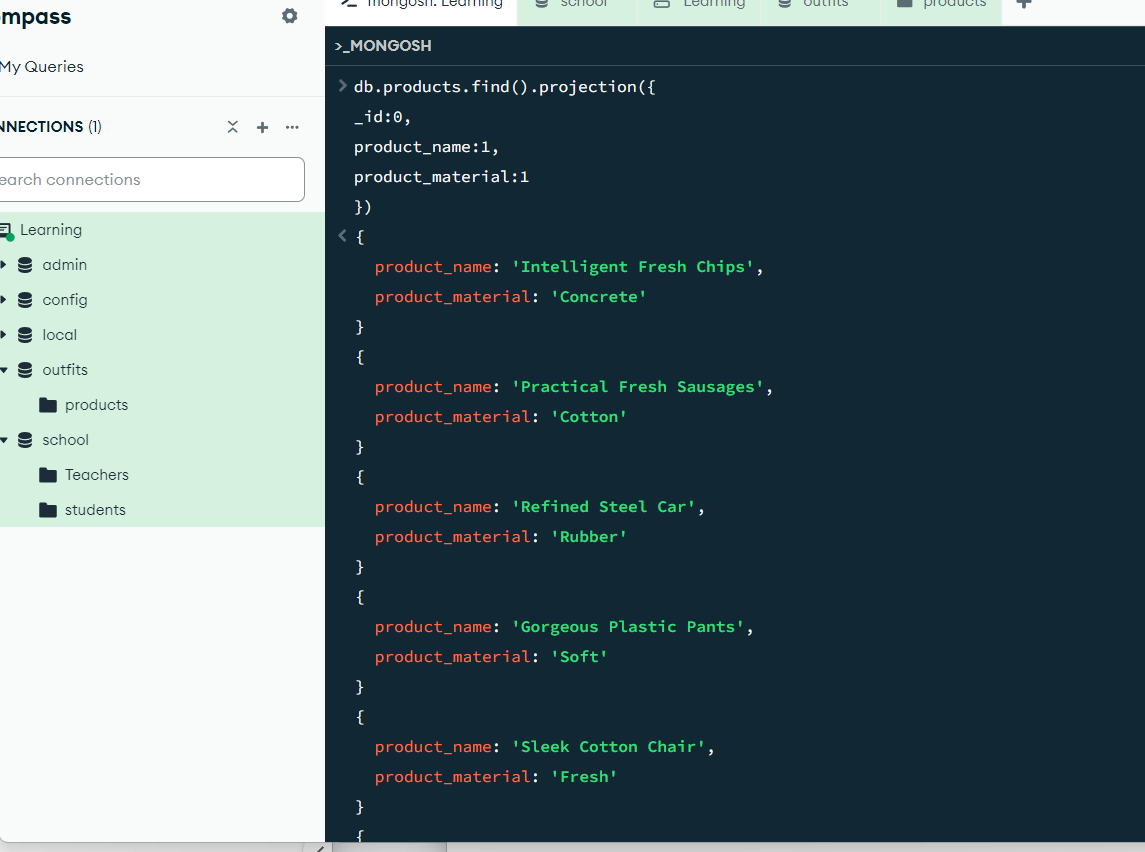 mpass
My Queries
NNECTIONS (1)
earch connections
Learning
admin
config
local
outfits
products
school
Teachers
students
mongosh: Learning
school
Learning
outfits
products
>_MONGOSH
db.products.find().projection({
_id:0,
product_name:1,
product_material:1
})
{
product_name: 'Intelligent Fresh Chips',
product_material: 'Concrete'
}
{
product_name: 'Practical Fresh Sausages',
product_material: 'Cotton'
}
{
product_name: 'Refined Steel Car',
product_material: 'Rubber'
}
{
product_name: 'Gorgeous Plastic Pants',
product_material: 'Soft'
}
{
product_name: 'Sleek Cotton Chair',
product_material: 'Fresh'
}
{